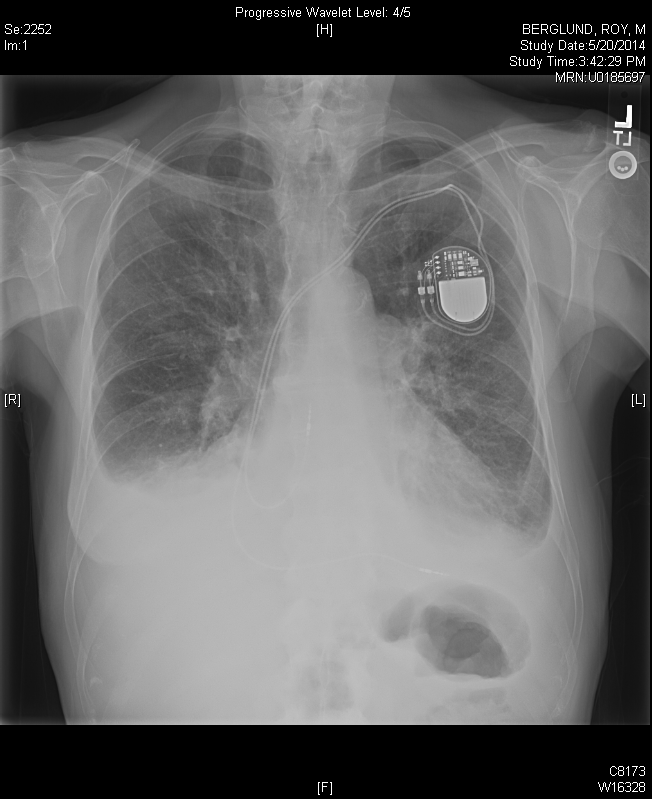 Progressive Wavelet Level: 4/5
Se:2252
Im:1
[H]
BERGLUND, ROY, M
Study Date:5/20/2014
Study Time:3:42:29 PM
MRN:U0185697
L
TJ
[R]
[L]
[F]
C8173
W16328